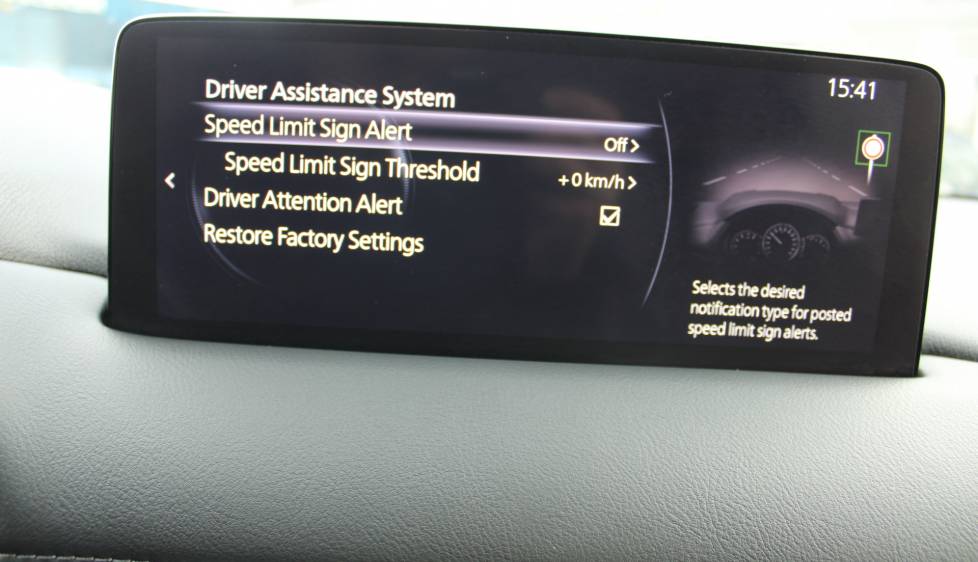 15:41
Driver Assistance System
Speed Limit Sign Alert Off >
Speed Limit Sign Threshold +0 km/h >
Driver Attention Alert
Restore Factory Settings
Selects the desired
notification type for posted
speed limit sign alerts.